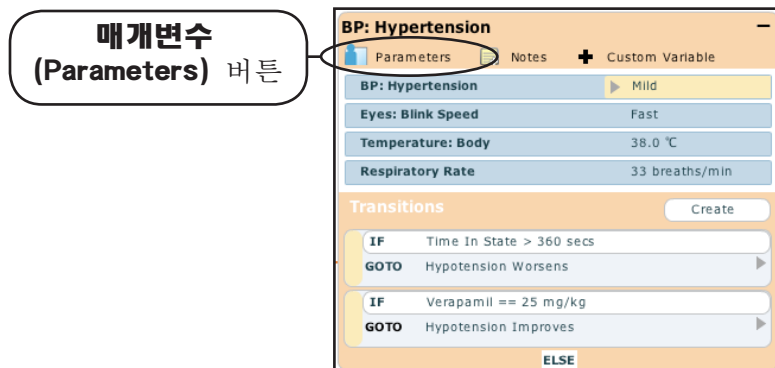 매개변수
(Parameters) 버튼
BP: Hypertension
Parameters Notes Custom Variable
BP: Hypertension Mild
Eyes: Blink Speed Fast
Temperature: Body 38.0 ℃
Respiratory Rate 33 breaths/min
Transitions Create
IF Time In State > 360 secs
GOTO Hypotension Worsens
IF Verapamil == 25 mg/kg
GOTO Hypotension Improves
ELSE